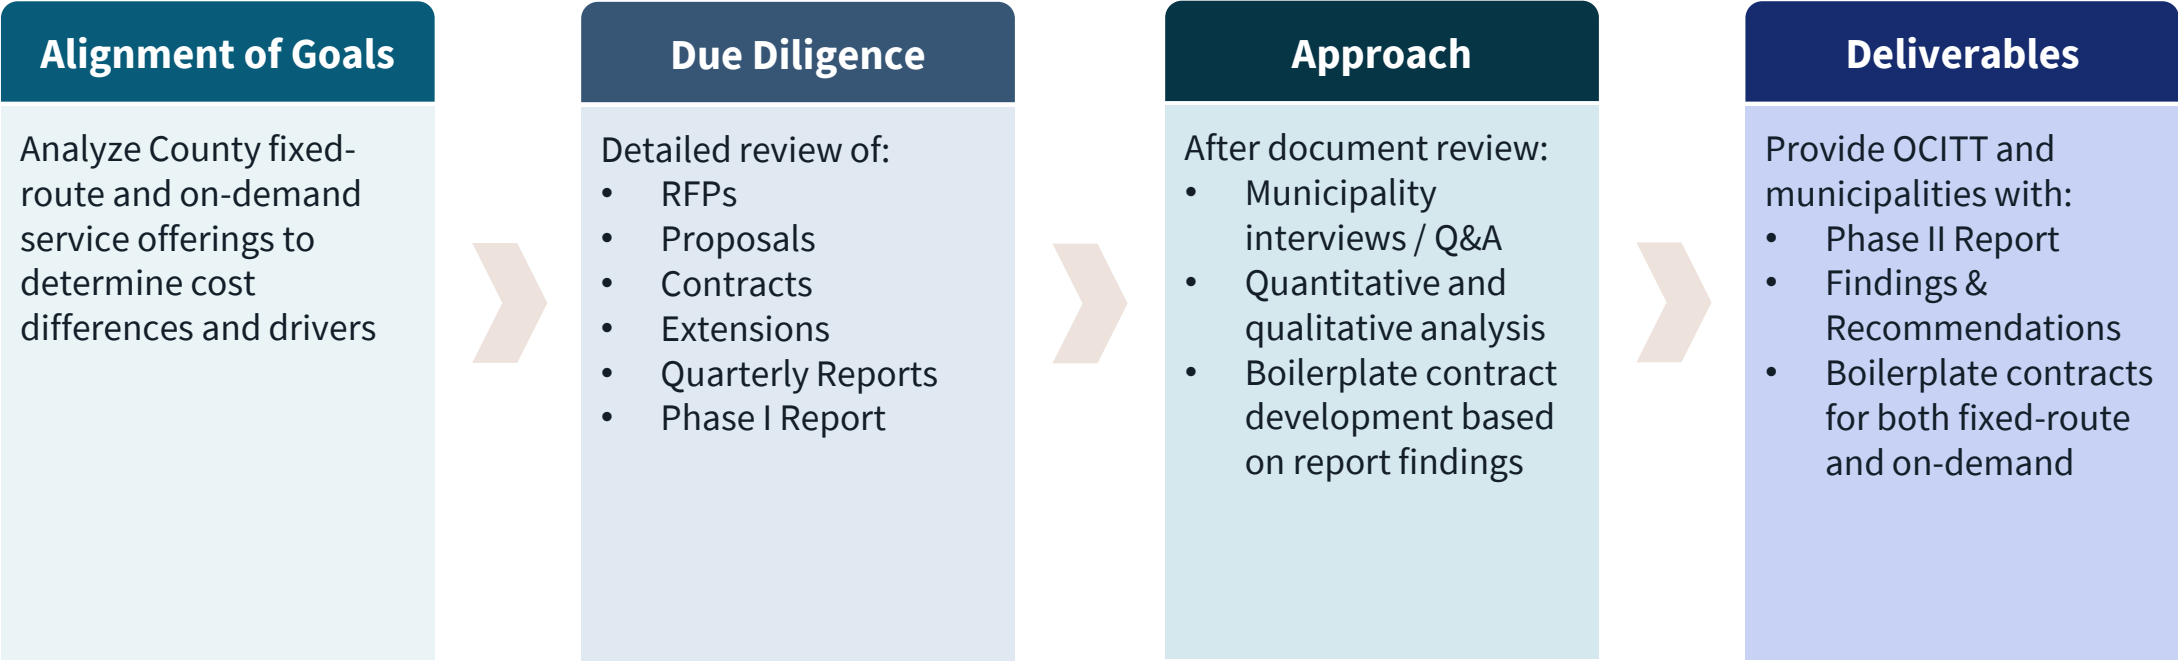 Alignment of Goals
Analyze County fixed-
route and on-demand
service offerings to
determine cost
differences and drivers
Due Diligence
Detailed review of:
• RFPs
• Proposals
• Contracts
• Extensions
• Quarterly Reports
• Phase I Report
Approach
After document review:
• Municipality
interviews / Q&A
• Quantitative and
qualitative analysis
• Boilerplate contract
development based
on report findings
Deliverables
Provide OCITT and
municipalities with:
• Phase II Report
• Findings &
Recommendations
• Boilerplate contracts
for both fixed-route
and on-demand